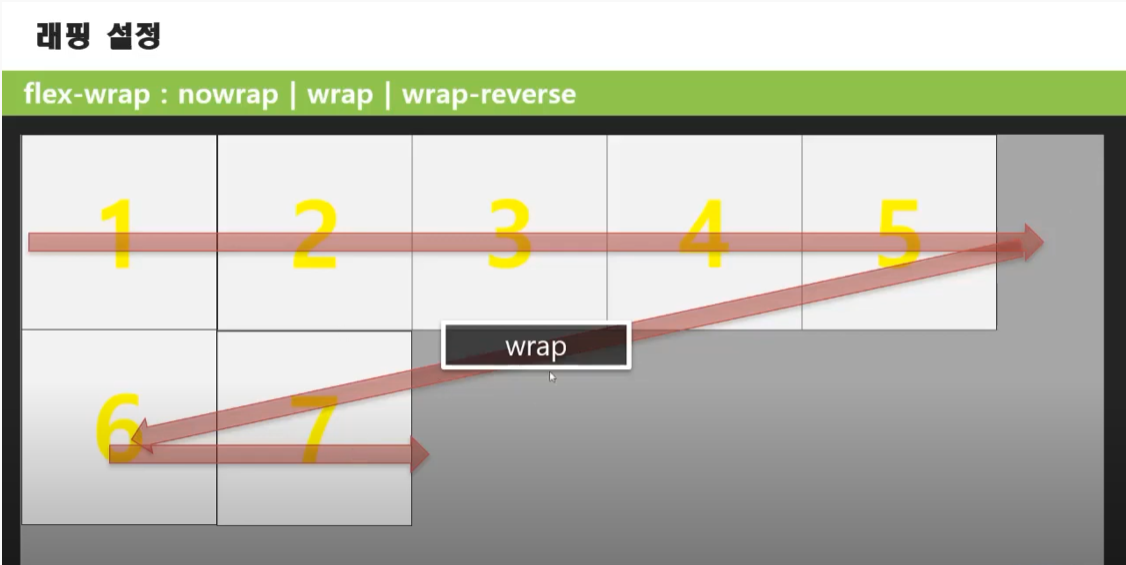 래핑 설정
flex-wrap : nowrap | wrap | wrap-reverse
1 2 3 4 5
wrap
6 7